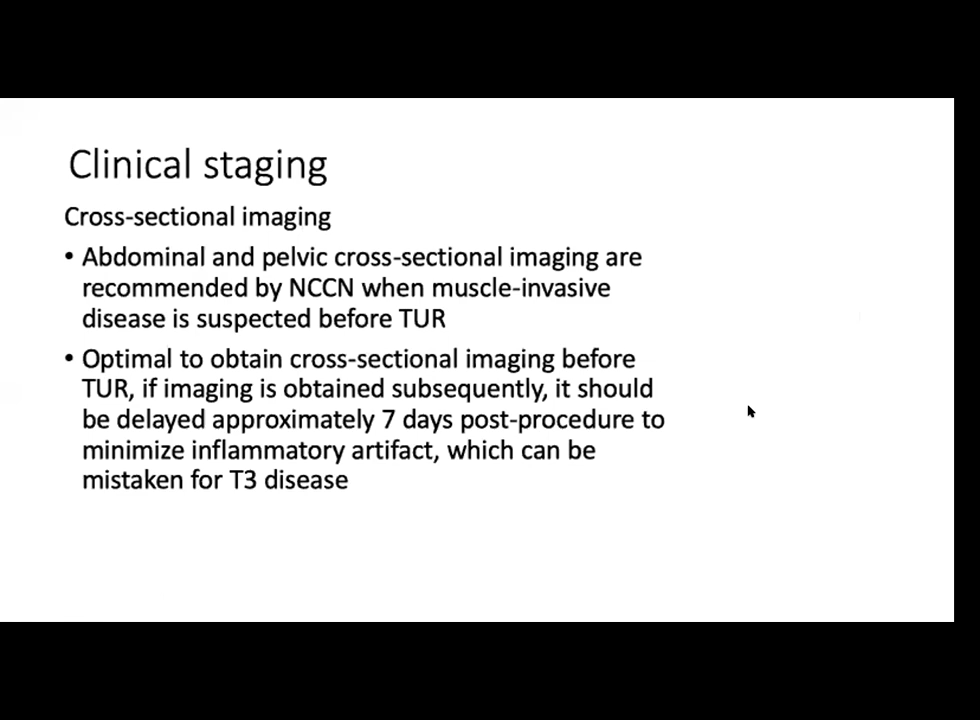 Clinical staging
Cross-sectional imaging
• Abdominal and pelvic cross-sectional imaging are
recommended by NCCN when muscle-invasive
disease is suspected before TUR
• Optimal to obtain cross-sectional imaging before
TUR, if imaging is obtained subsequently, it should
be delayed approximately 7 days post-procedure to
minimize inflammatory artifact, which can be
mistaken for T3 disease